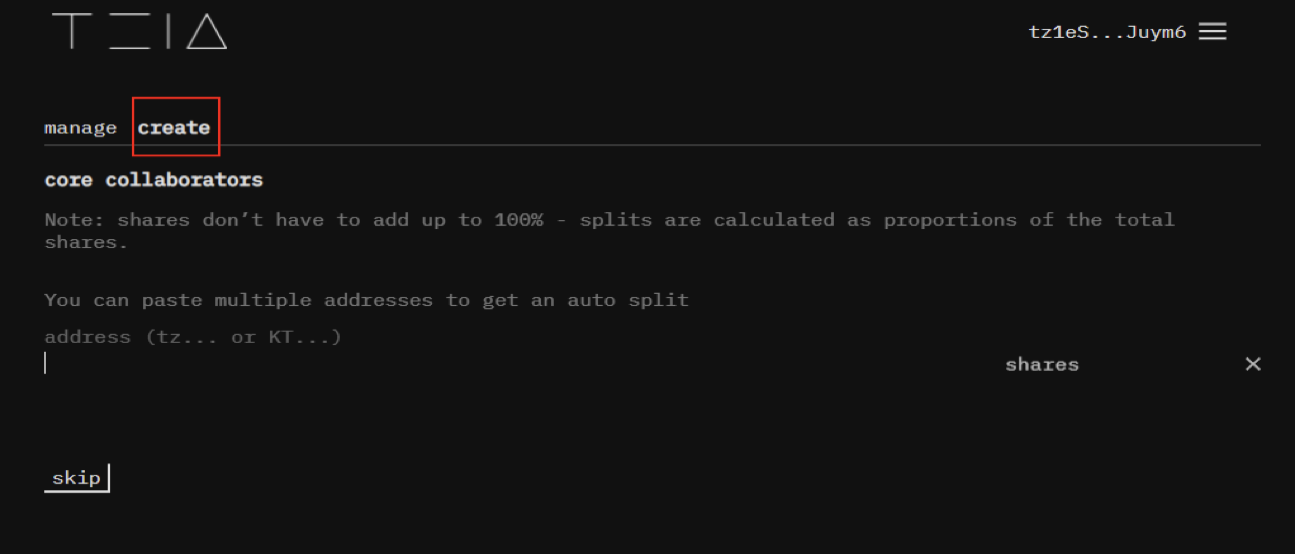 TZIA
tz1eS...Juym6
manage create
core collaborators
Note: shares don’t have to add up to 100% - splits are calculated as proportions of the total
shares.
You can paste multiple addresses to get an auto split
address (tz... or KT...)
shares
skip